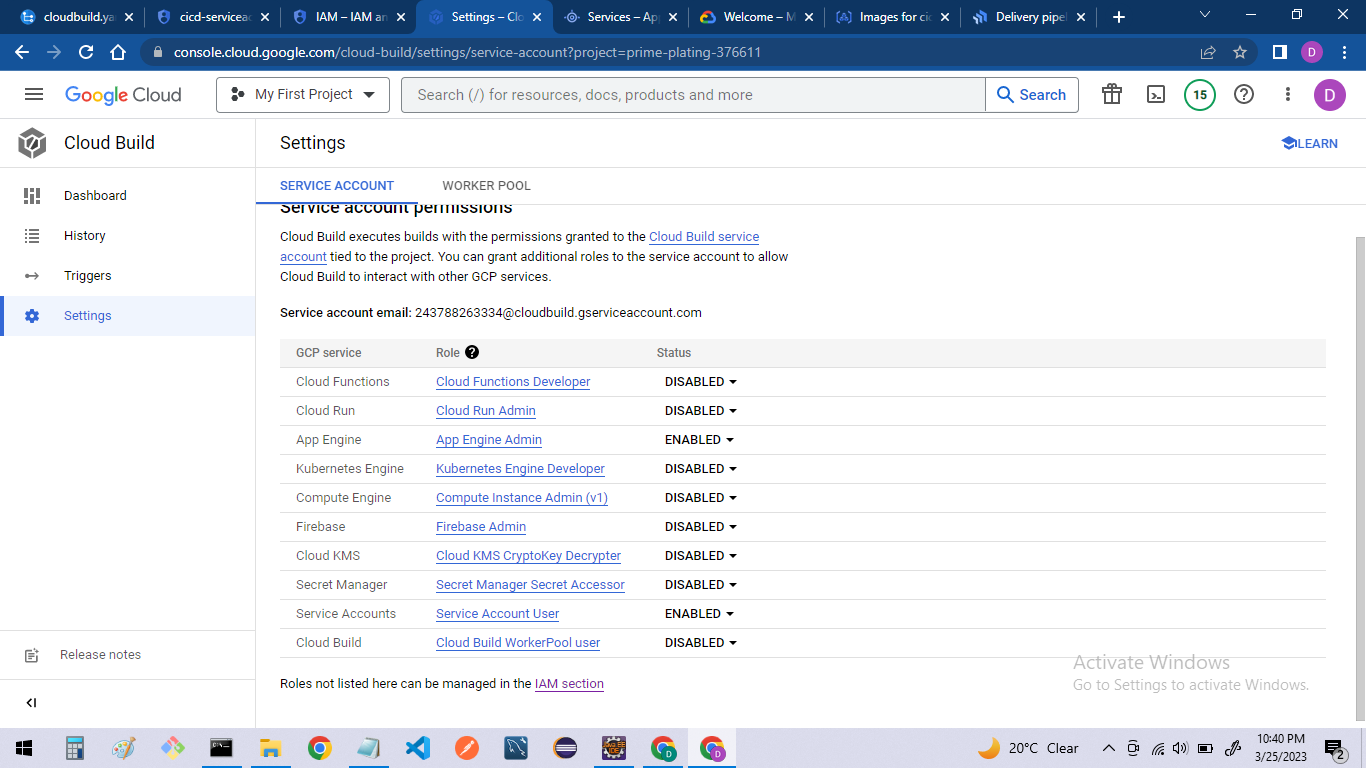 cloudbuild.ya
cicd-serviceac
IAM – IAM an
Settings – Clo
Services – App
Welcome – M
Images for cic
Delivery pipel
console.cloud.google.com/cloud-build/settings/service-account?project=prime-plating-376611
D
Google Cloud
My First Project
Search (/) for resources, docs, products and more
Search
15
D
Cloud Build
Settings
LEARN
Dashboard
History
Triggers
Settings
SERVICE ACCOUNT
WORKER POOL
Service account permissions
Cloud Build executes builds with the permissions granted to the Cloud Build service
account tied to the project. You can grant additional roles to the service account to allow
Cloud Build to interact with other GCP services.
Service account email: 243788263334@cloudbuild.gserviceaccount.com
GCP service Role Status
Cloud Functions Cloud Functions Developer DISABLED
Cloud Run Cloud Run Admin DISABLED
App Engine App Engine Admin ENABLED
Kubernetes Engine Kubernetes Engine Developer DISABLED
Compute Engine Compute Instance Admin (v1) DISABLED
Firebase Firebase Admin DISABLED
Cloud KMS Cloud KMS CryptoKey Decrypter DISABLED
Secret Manager Secret Manager Secret Accessor DISABLED
Service Accounts Service Account User ENABLED
Cloud Build Cloud Build WorkerPool user DISABLED
Roles not listed here can be managed in the IAM section
Release notes
Activate Windows
Go to Settings to activate Windows.
20°C Clear
10:40 PM
3/25/2023
2